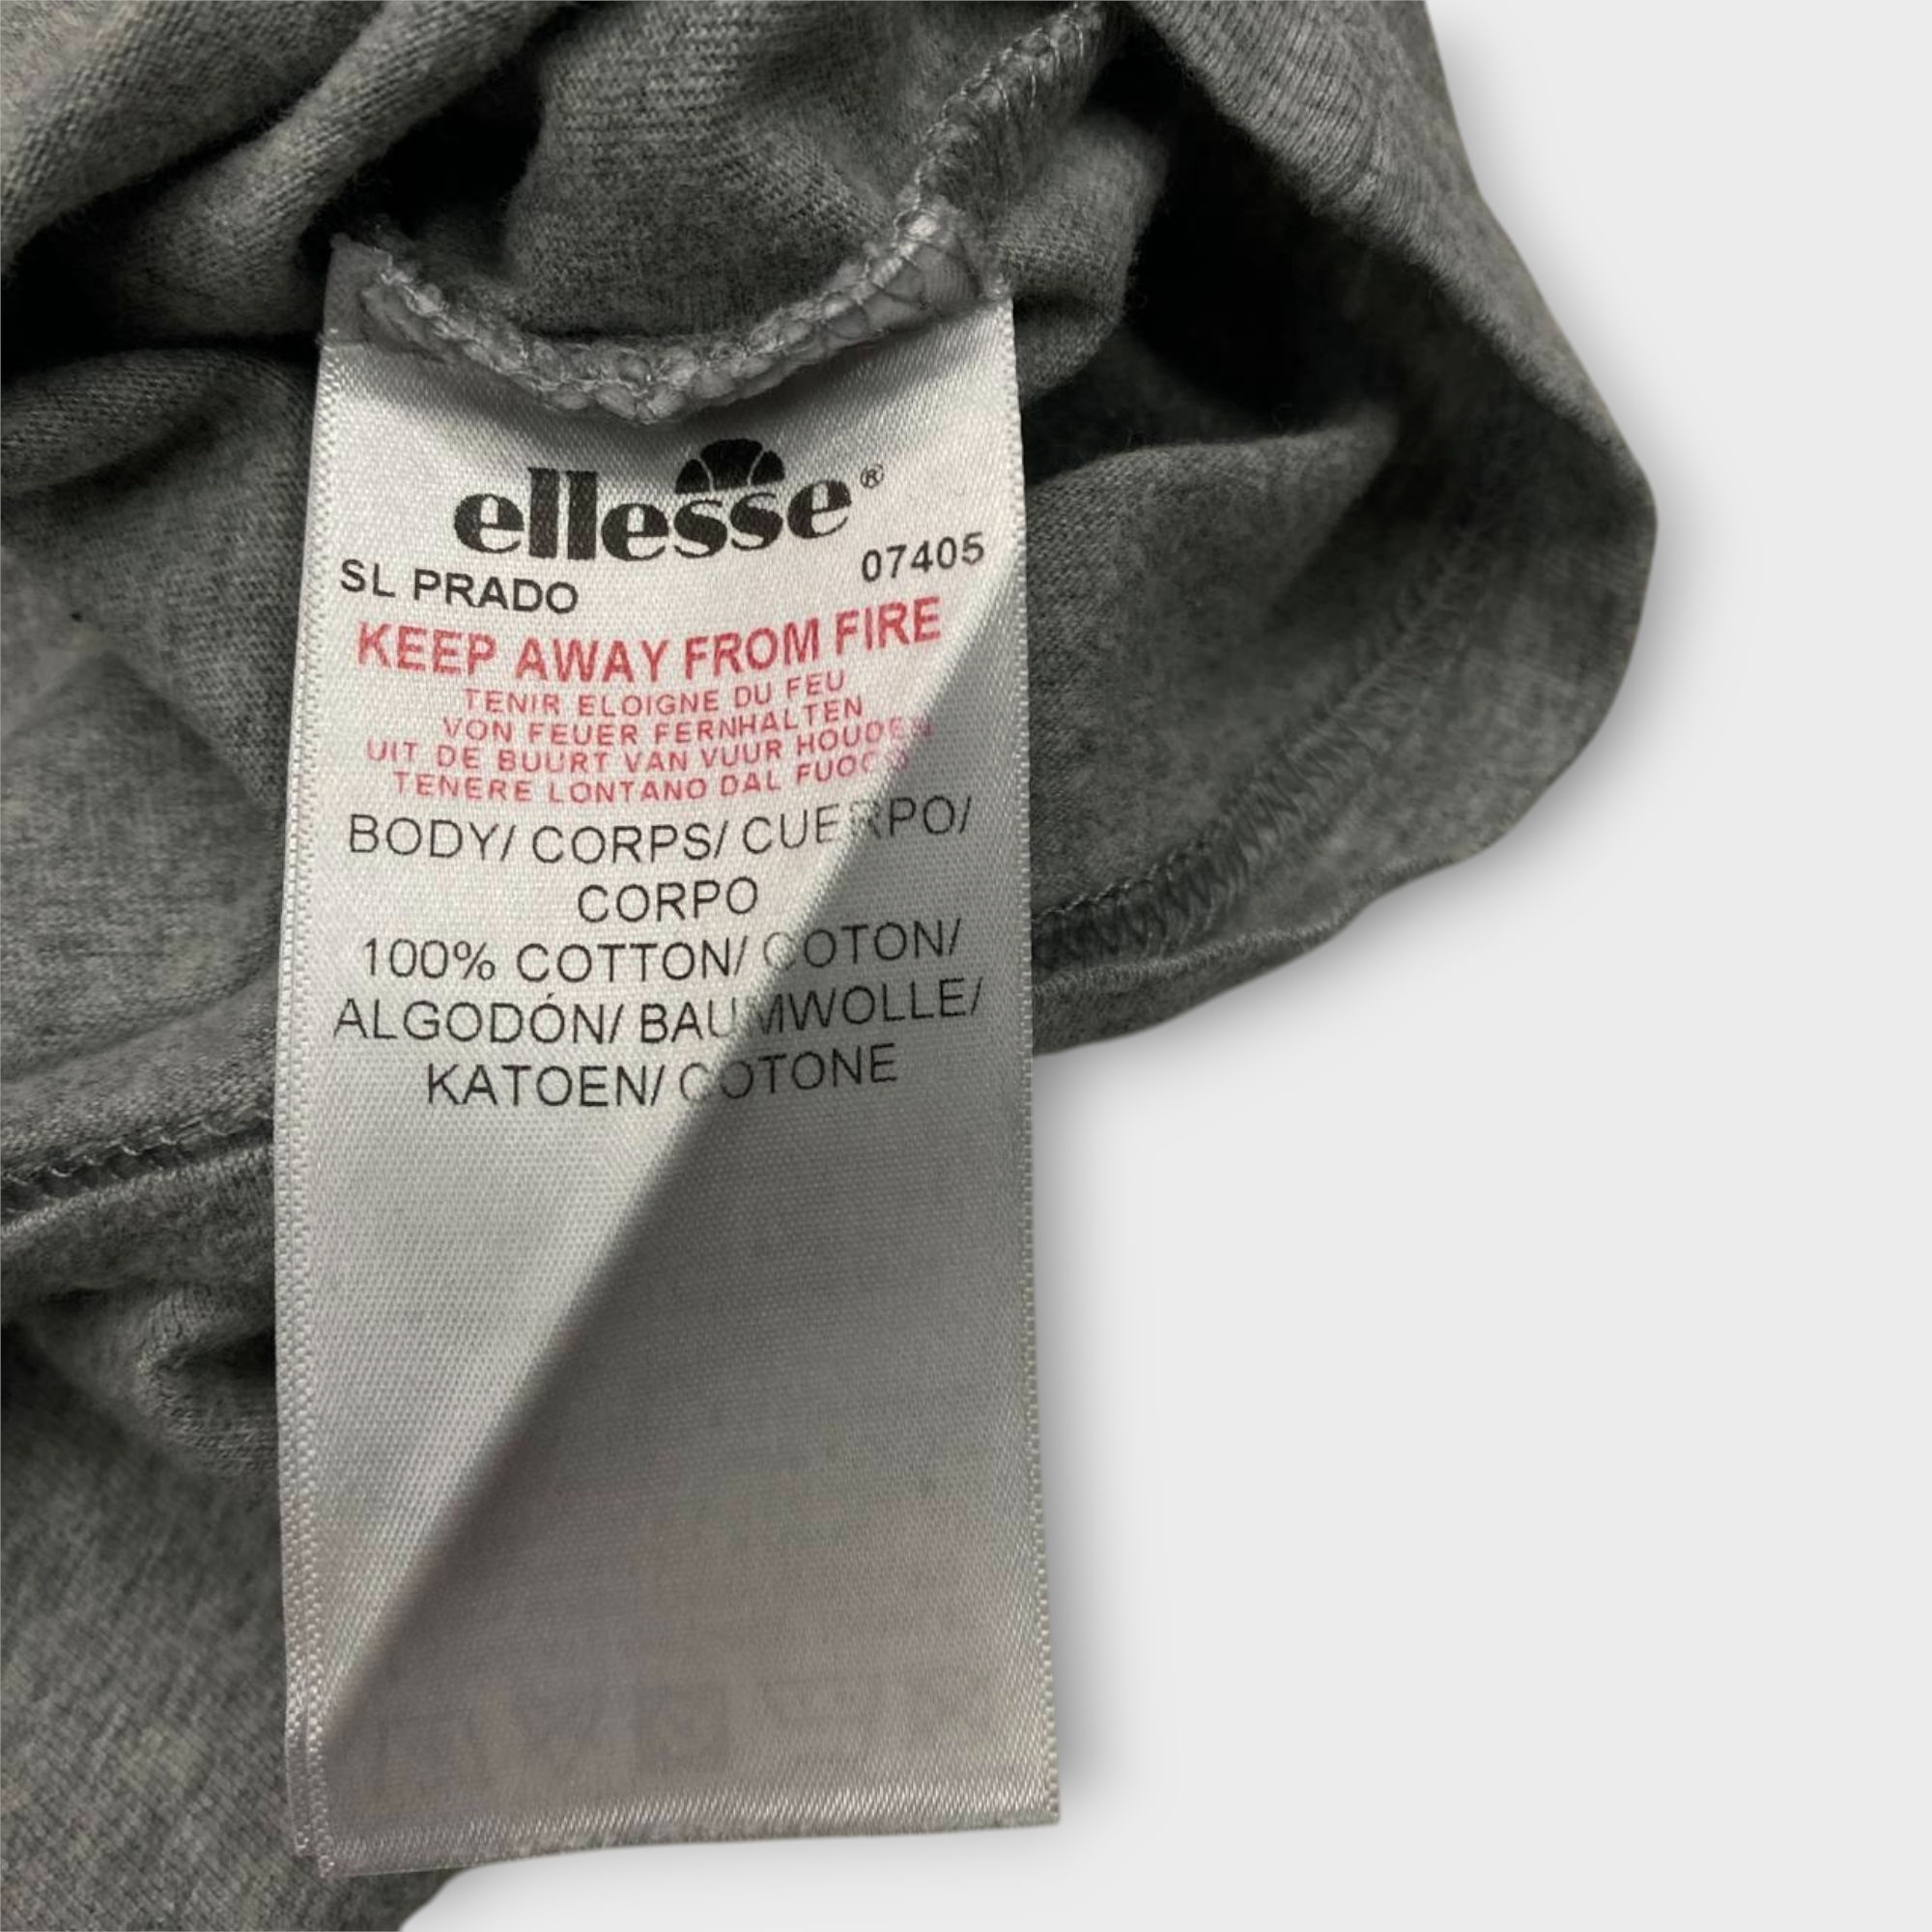 ellesse®
SL PRADO 07405
KEEP AWAY FROM FIRE
TENIR ELOIGNE DU FEU
VON FEUER FERNHALTEN
UIT DE BUURT VAN VUUR HOUDEN
TENERE LONTANO DAL FUOCO
BODY/ CORPS/ CUERPO/
CORPO
100% COTTON/ COTON/
ALGODÓN/ BAUMWOLLE/
KATOEN/ COTONE